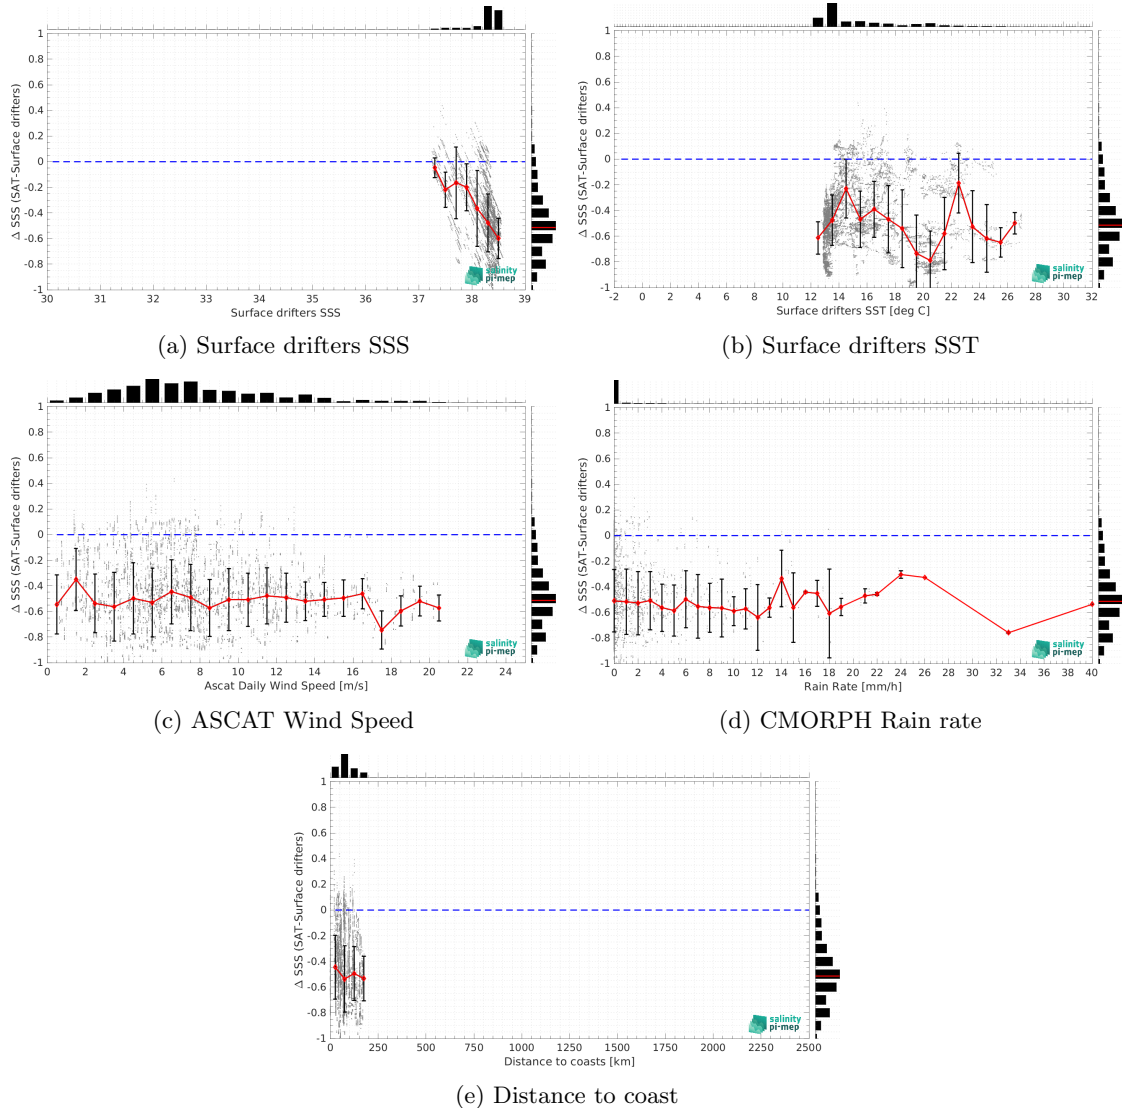 1
0.8
0.6
0.4
0.2
0
-0.2
-0.4
-0.6
-0.8
-1
Δ SSS (SAT-Surface drifters)
30 31 32 33 34 35 36 37 38 39
Surface drifters SSS
salinity
pi-mep
(a) Surface drifters SSS
1
0.8
0.6
0.4
0.2
0
-0.2
-0.4
-0.6
-0.8
-1
Δ SSS (SAT-Surface drifters)
-2 0 2 4 6 8 10 12 14 16 18 20 22 24 26 28 30 32
Surface drifters SST [deg C]
salinity
pi-mep
(b) Surface drifters SST
1
0.8
0.6
0.4
0.2
0
-0.2
-0.4
-0.6
-0.8
-1
Δ SSS (SAT-Surface drifters)
0 2 4 6 8 10 12 14 16 18 20 22 24
Ascat Daily Wind Speed [m/s]
salinity
pi-mep
(c) ASCAT Wind Speed
1
0.8
0.6
0.4
0.2
0
-0.2
-0.4
-0.6
-0.8
-1
Δ SSS (SAT-Surface drifters)
0 2 4 6 8 10 12 14 16 18 20 22 24 26 28 30 32 34 36 38 40
Rain Rate [mm/h]
salinity
pi-mep
(d) CMORPH Rain rate
1
0.8
0.6
0.4
0.2
0
-0.2
-0.4
-0.6
-0.8
-1
Δ SSS (SAT-Surface drifters)
0 250 500 750 1000 1250 1500 1750 2000 2250 2500
Distance to coasts [km]
salinity
pi-mep
(e) Distance to coast